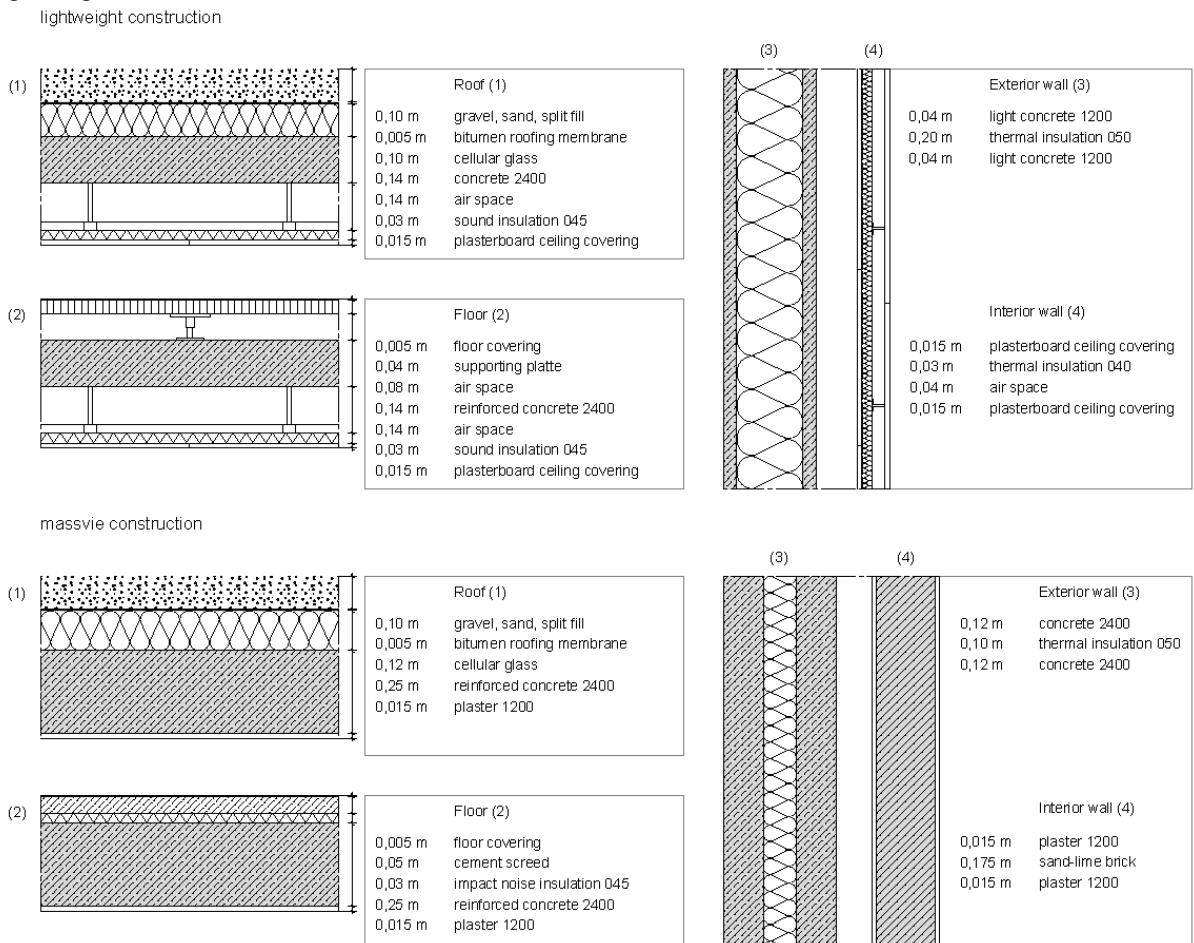 lightweight construction
(1)
Roof (1)
0,10 m gravel, sand, split fill
0,005 m bitumen roofing membrane
0,10 m cellular glass
0,14 m concrete 2400
0,14 m air space
0,03 m sound insulation 045
0,015 m plasterboard ceiling covering
(2)
Floor (2)
0,005 m floor covering
0,04 m supporting platte
0,08 m air space
0,14 m reinforced concrete 2400
0,14 m air space
0,03 m sound insulation 045
0,015 m plasterboard ceiling covering
(3) (4)
Exterior wall (3)
0,04 m light concrete 1200
0,20 m thermal insulation 050
0,04 m light concrete 1200
Interior wall (4)
0,015 m plasterboard ceiling covering
0,03 m thermal insulation 040
0,04 m air space
0,015 m plasterboard ceiling covering
massvie construction
(1)
Roof (1)
0,10 m gravel, sand, split fill
0,005 m bitumen roofing membrane
0,12 m cellular glass
0,25 m reinforced concrete 2400
0,015 m plaster 1200
(2)
Floor (2)
0,005 m floor covering
0,05 m cement screed
0,03 m impact noise insulation 045
0,25 m reinforced concrete 2400
0,015 m plaster 1200
(3) (4)
Exterior wall (3)
0,12 m concrete 2400
0,10 m thermal insulation 050
0,12 m concrete 2400
Interior wall (4)
0,015 m plaster 1200
0,175 m sand-lime brick
0,015 m plaster 1200